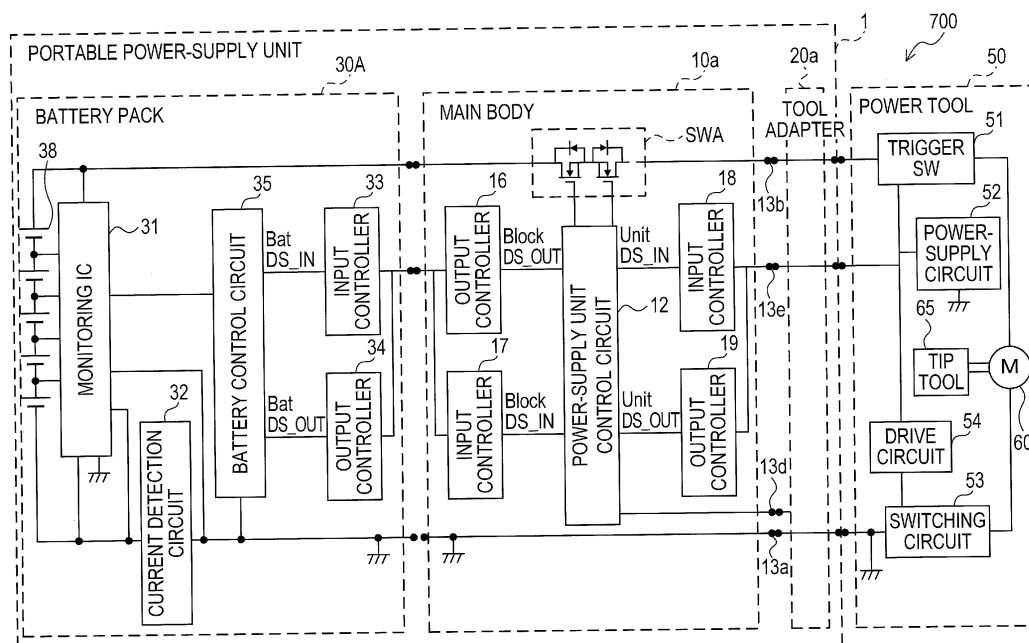 1
700
PORTABLE POWER-SUPPLY UNIT
30A
10a
20a
50
BATTERY PACK
MAIN BODY
SWA
TOOL
ADAPTER
POWER TOOL
51
TRIGGER
SW
38
31
35
33
16
18
13b
52
MONITORING IC
BATTERY CONTROL CIRCUIT
Bat
DS_IN
INPUT
CONTROLLER
OUTPUT
CONTROLLER
Block
DS_OUT
Unit
DS_IN
INPUT
CONTROLLER
POWER-
SUPPLY
CIRCUIT
13e
12
POWER-SUPPLY UNIT
CONTROL CIRCUIT
34
17
19
65
TIP
TOOL
M
60
32
CURRENT DETECTION
CIRCUIT
Bat
DS_OUT
OUTPUT
CONTROLLER
INPUT
CONTROLLER
Block
DS_IN
Unit
DS_OUT
OUTPUT
CONTROLLER
DRIVE
CIRCUIT
54
13d
53
SWITCHING
CIRCUIT
13a